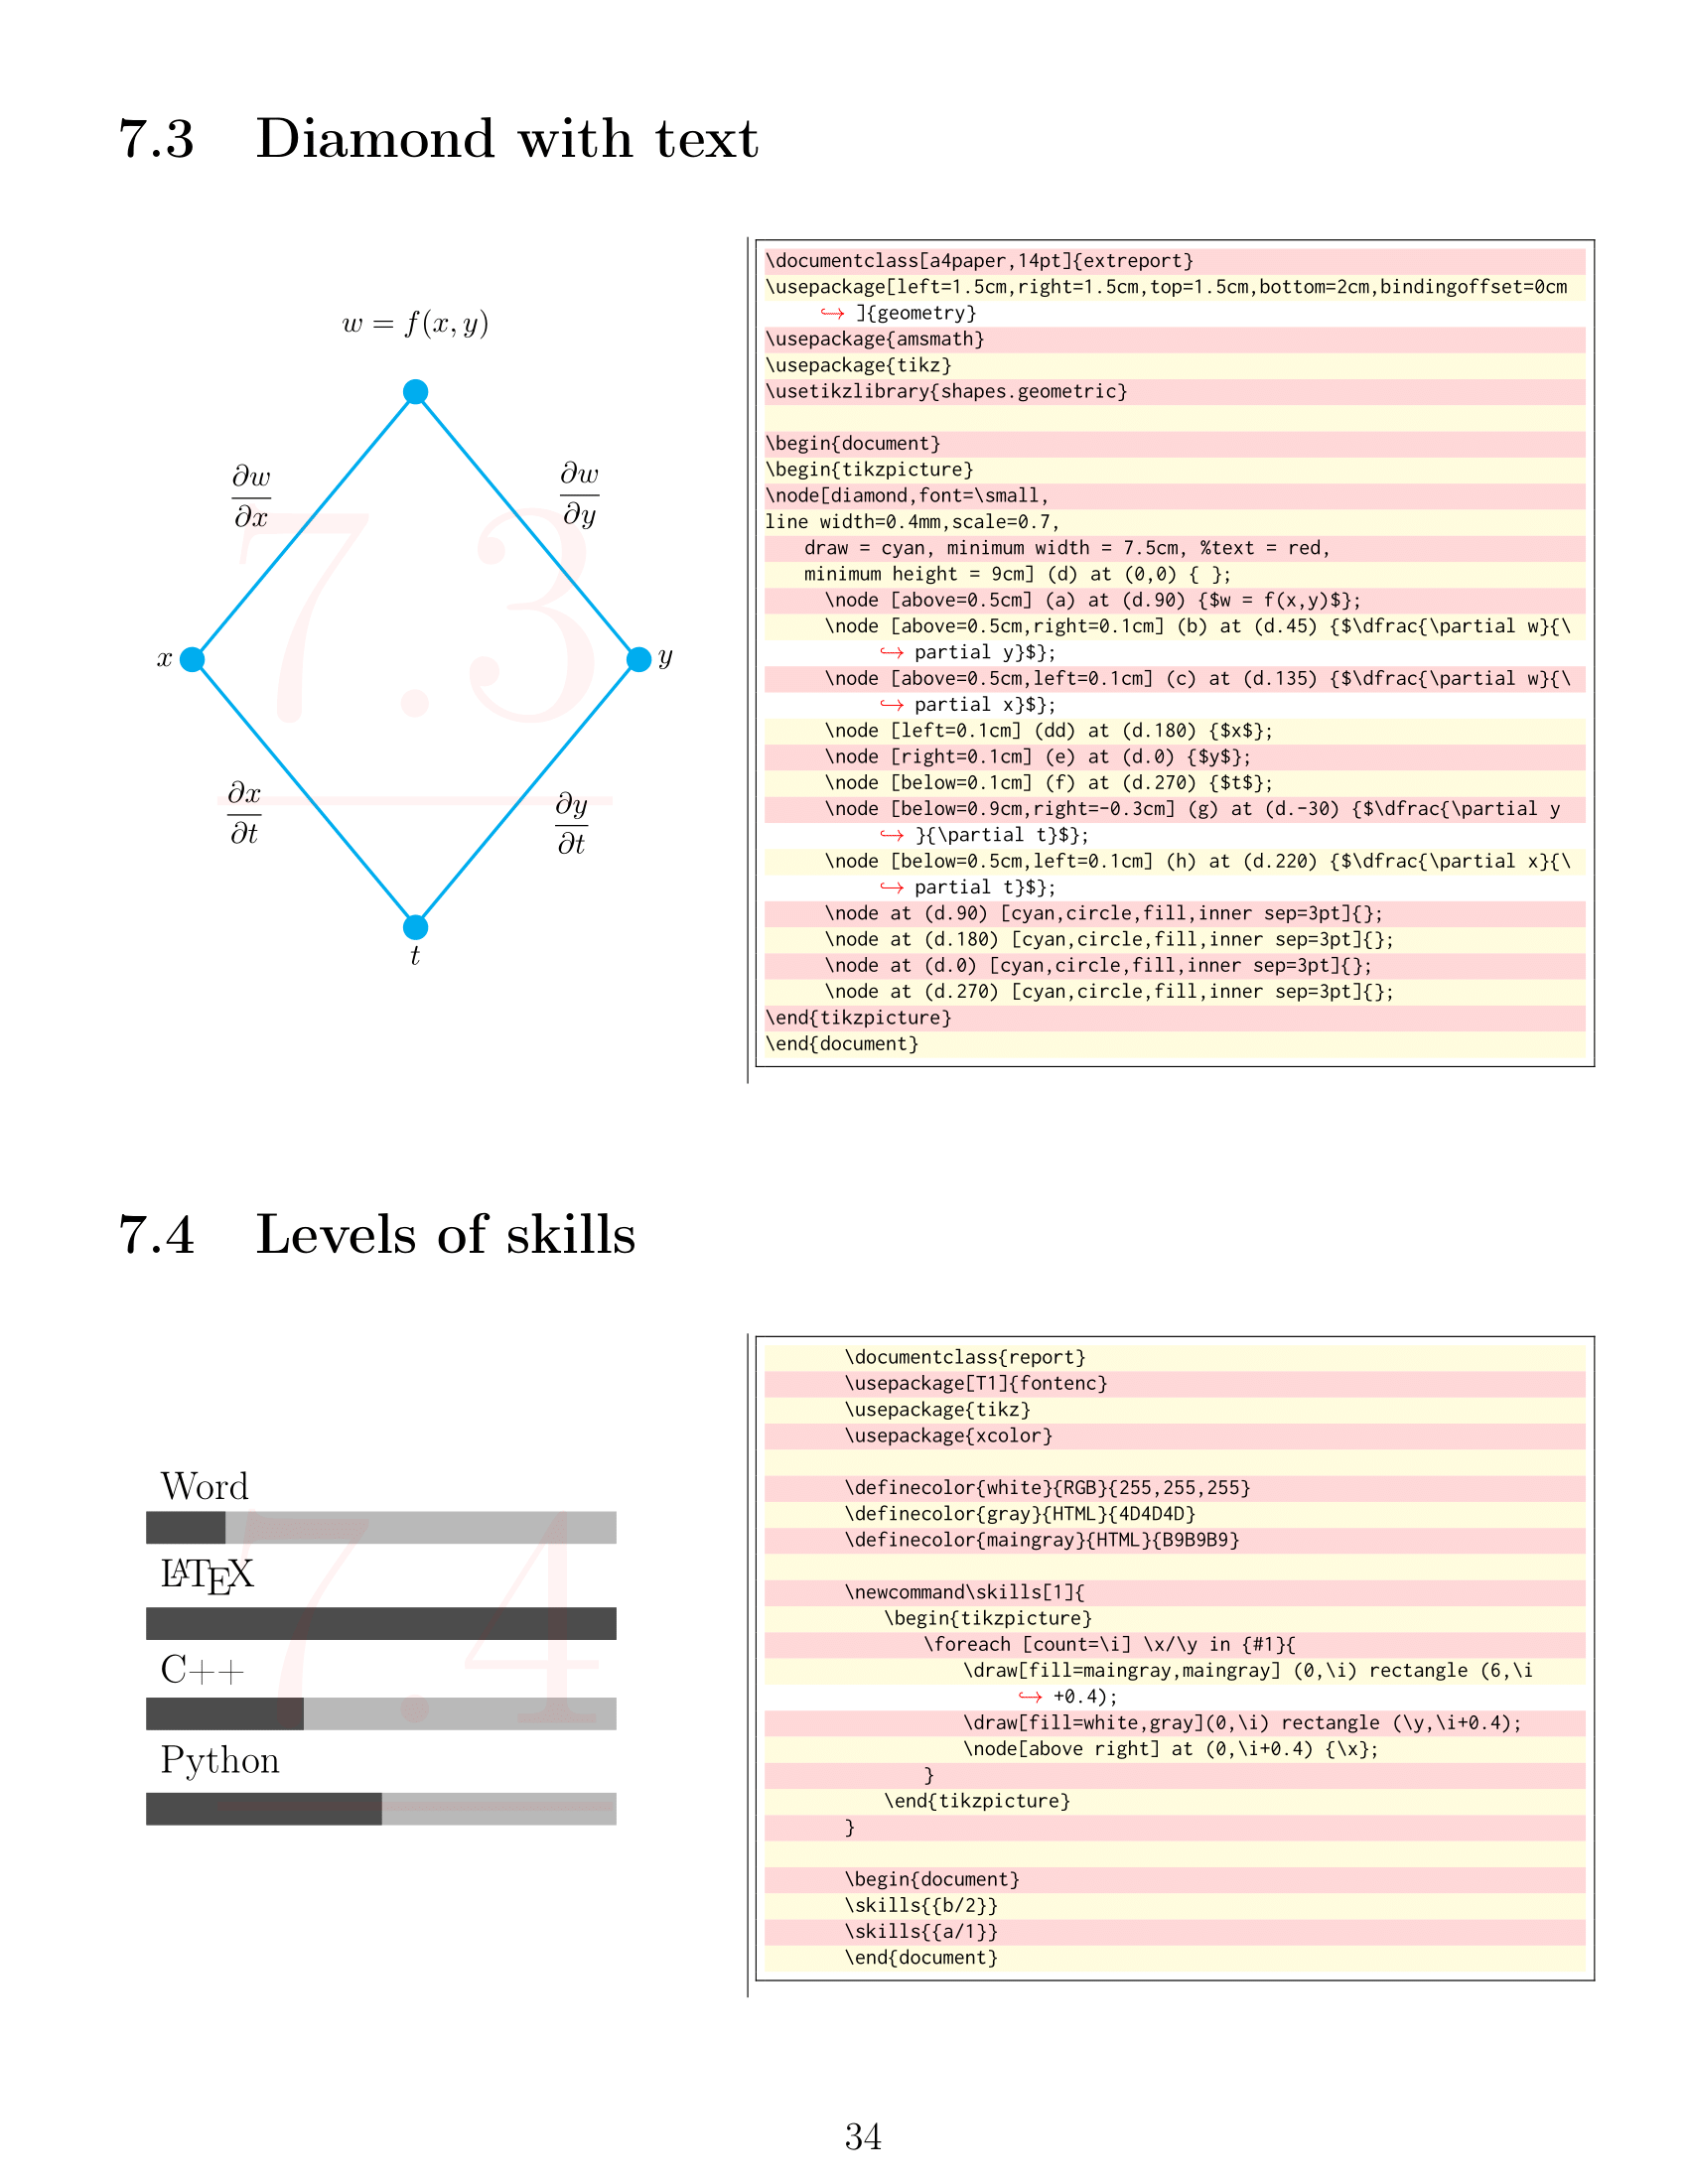 7.3 Diamond with text
w = f(x, y)
∂w
∂x
∂w
∂y
7.3
x
y
∂x
∂t
∂y
∂t
t
\documentclass[a4paper,14pt]{extreport}
\usepackage[left=1.5cm,right=1.5cm,top=1.5cm,bottom=2cm,bindingoffset=0cm
↪ ]{geometry}
\usepackage{amsmath}
\usepackage{tikz}
\usetikzlibrary{shapes.geometric}
\begin{document}
\begin{tikzpicture}
\node[diamond,font=\small,
line width=0.4mm,scale=0.7,
draw = cyan, minimum width = 7.5cm, %text = red,
minimum height = 9cm] (d) at (0,0) { };
\node [above=0.5cm] (a) at (d.90) {$w = f(x,y)$};
\node [above=0.5cm,right=0.1cm] (b) at (d.45) {$\dfrac{\partial w}{\
↪ partial y}$};
\node [above=0.5cm,left=0.1cm] (c) at (d.135) {$\dfrac{\partial w}{\
↪ partial x}$};
\node [left=0.1cm] (dd) at (d.180) {$x$};
\node [right=0.1cm] (e) at (d.0) {$y$};
\node [below=0.1cm] (f) at (d.270) {$t$};
\node [below=0.9cm,right=-0.3cm] (g) at (d.-30) {$\dfrac{\partial y
↪ }{\partial t}$};
\node [below=0.5cm,left=0.1cm] (h) at (d.220) {$\dfrac{\partial x}{\
↪ partial t}$};
\node at (d.90) [cyan,circle,fill,inner sep=3pt]{};
\node at (d.180) [cyan,circle,fill,inner sep=3pt]{};
\node at (d.0) [cyan,circle,fill,inner sep=3pt]{};
\node at (d.270) [cyan,circle,fill,inner sep=3pt]{};
\end{tikzpicture}
\end{document}
7.4 Levels of skills
Word
LATEX
C++
Python
7.4
\documentclass{report}
\usepackage[T1]{fontenc}
\usepackage{tikz}
\usepackage{xcolor}
\definecolor{white}{RGB}{255,255,255}
\definecolor{gray}{HTML}{4D4D4D}
\definecolor{maingray}{HTML}{B9B9B9}
\newcommand\skills[1]{
\begin{tikzpicture}
\foreach [count=\i] \x/\y in {#1}{
\draw[fill=maingray,maingray] (0,\i) rectangle (6,\i
↪ +0.4);
\draw[fill=white,gray](0,\i) rectangle (\y,\i+0.4);
\node[above right] at (0,\i+0.4) {\x};
}
\end{tikzpicture}
}
\begin{document}
\skills{{b/2}}
\skills{{a/1}}
\end{document}
34